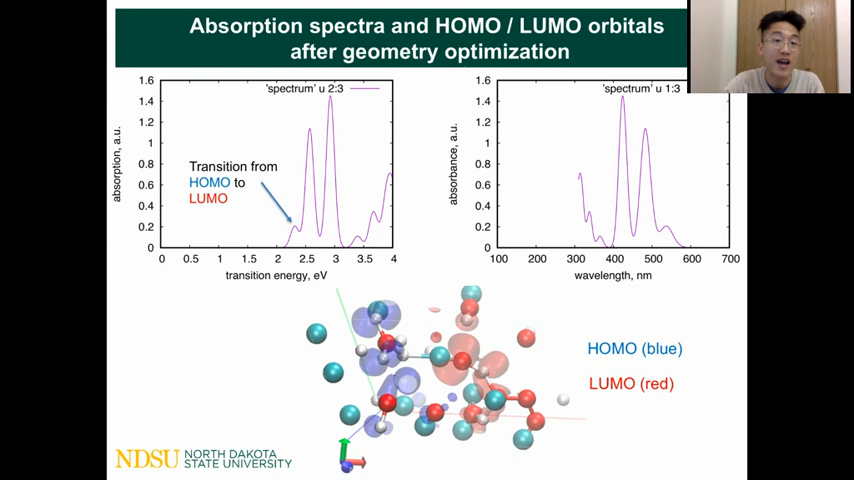 Absorption spectra and HOMO / LUMO orbitals
after geometry optimization
1.6
1.4
1.2
1
0.8
0.6
0.4
0.2
0
'spectrum' u 2:3
absorption, a.u.
Transition from
HOMO to
LUMO
0 0.5 1 1.5 2 2.5 3 3.5 4
transition energy, eV
1.6
1.4
1.2
1
0.8
0.6
0.4
0.2
0
'spectrum' u 1:3
absorbance, a.u.
100 200 300 400 500 600 700
wavelength, nm
HOMO (blue)
LUMO (red)
NDSU NORTH DAKOTA
STATE UNIVERSITY